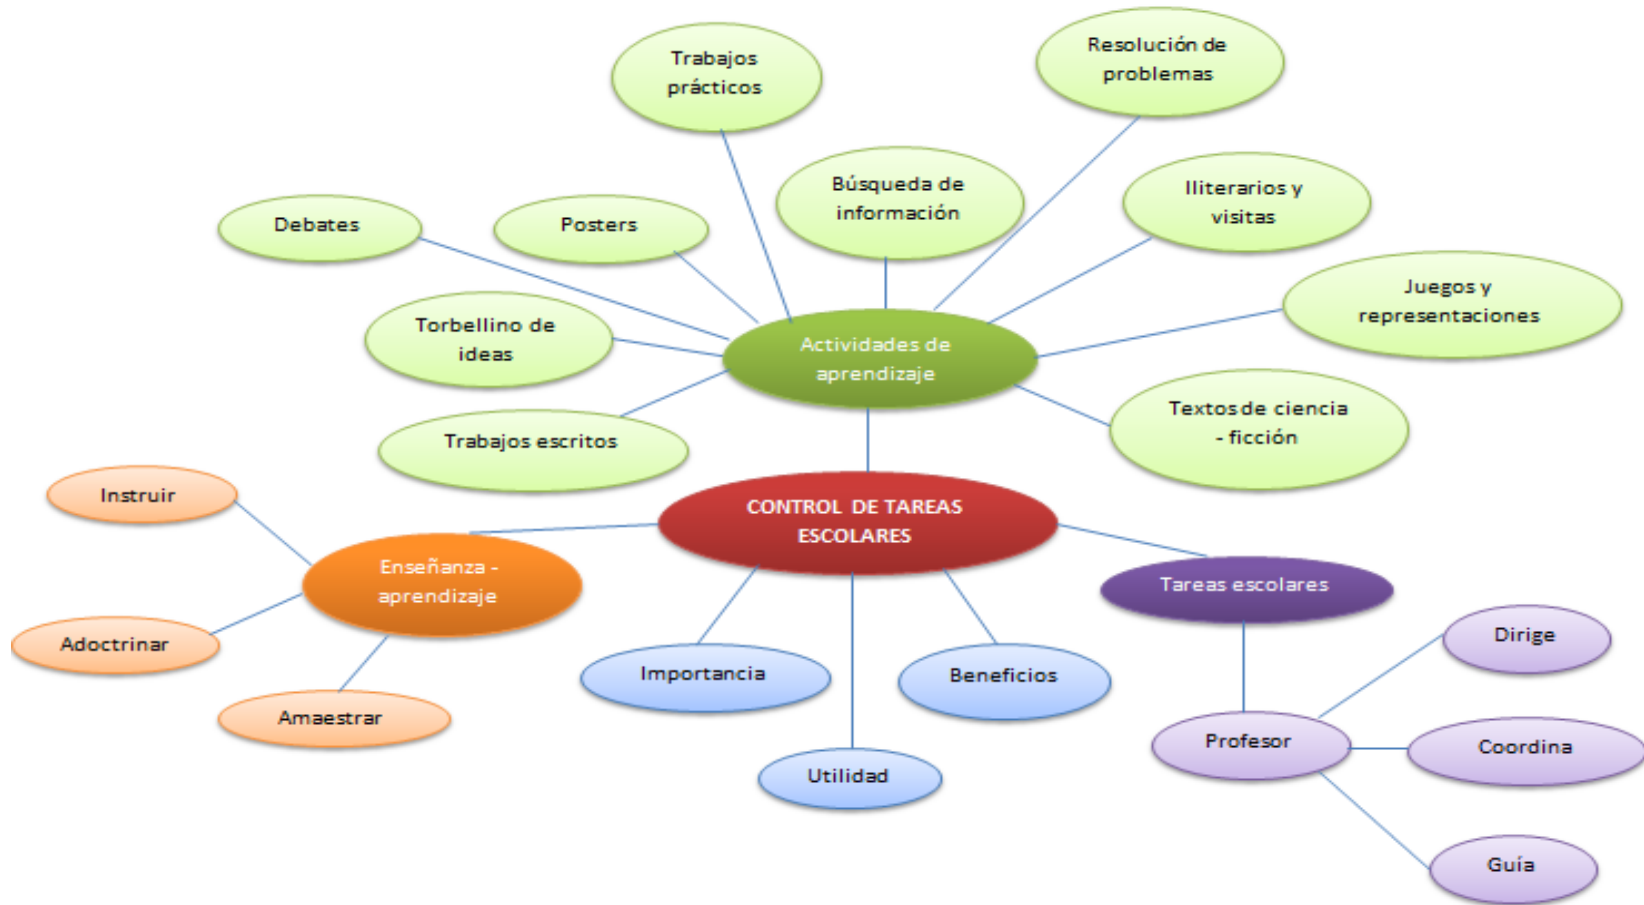 Trabajos
prácticos
Resolución de
problemas
Búsqueda de
información
Iliterarios y
visitas
Debates
Posters
Juegos y
representaciones
Torbellino de
ideas
Actividades de
aprendizaje
Trabajos escritos
Textos de ciencia
- ficción
Instruir
CONTROL DE TAREAS
ESCOLARES
Enseñanza -
aprendizaje
Tareas escolares
Adoctrinar
Dirige
Importancia
Beneficios
Amaestrar
Profesor
Coordina
Utilidad
Guía